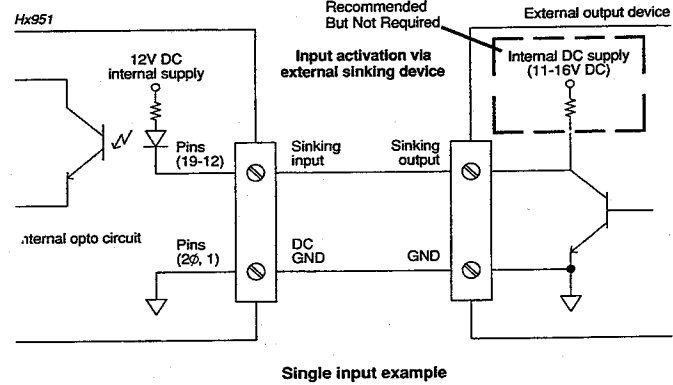 Hx951
Recommended
But Not Required
External output device
12V DC
internal supply
Input activation via
external sinking device
Internal DC supply
(11-16V DC)
Pins
(19-12)
Sinking
input
Sinking
output
.nternal opto circuit
Pins
(2Ø, 1)
DC
GND
GND
Single input example